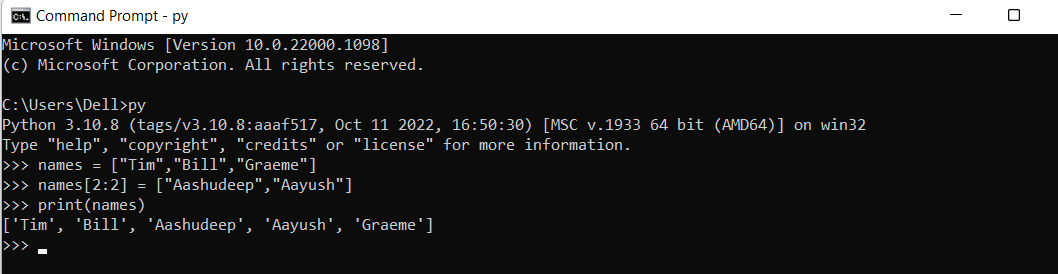 Command Prompt - py
Microsoft Windows [Version 10.0.22000.1098]
(c) Microsoft Corporation. All rights reserved.
C:\Users\Dell>py
Python 3.10.8 (tags/v3.10.8:aaaf517, Oct 11 2022, 16:50:30) [MSC v.1933 64 bit (AMD64)] on win32
Type "help", "copyright", "credits" or "license" for more information.
>>> names = ["Tim","Bill","Graeme"]
>>> names[2:2] = ["Aashudeep","Aayush"]
>>> print(names)
['Tim', 'Bill', 'Aashudeep', 'Aayush', 'Graeme']
>>>